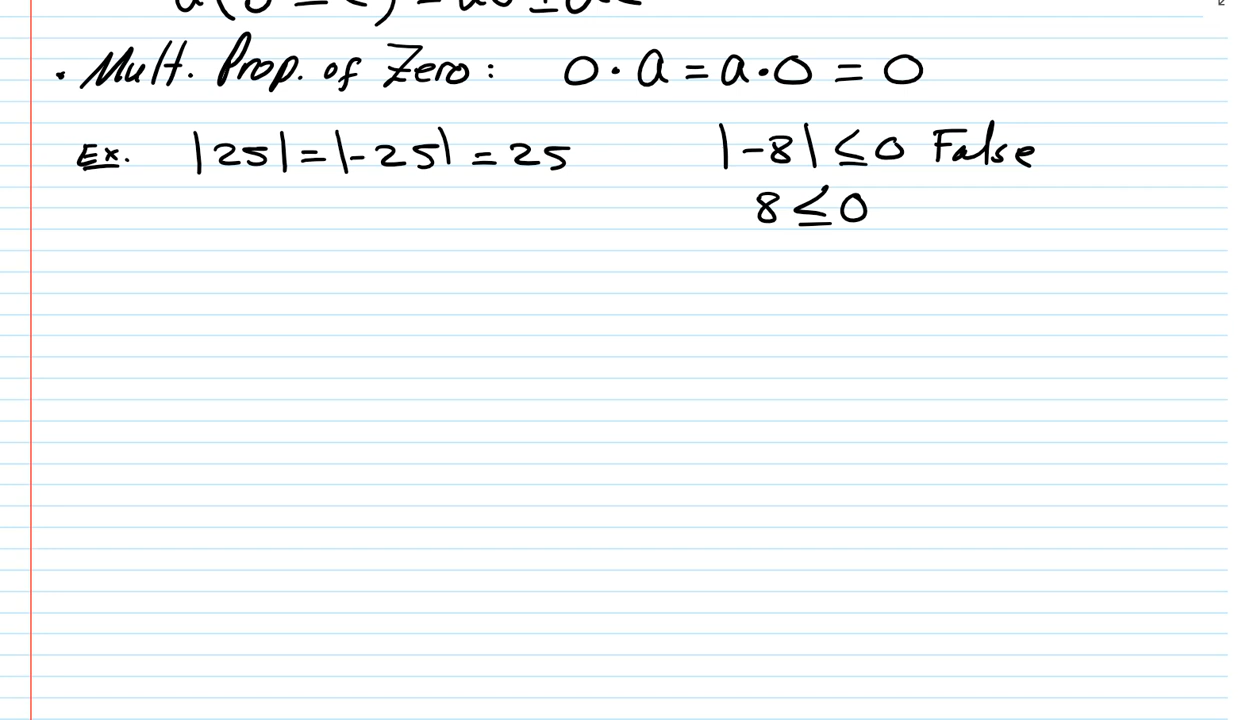 · Mult. Prop. of Zero: 0 · a = a · 0 = 0
Ex. |25| = |-25| = 25 |-8| ≤ 0 False
8 ≤ 0